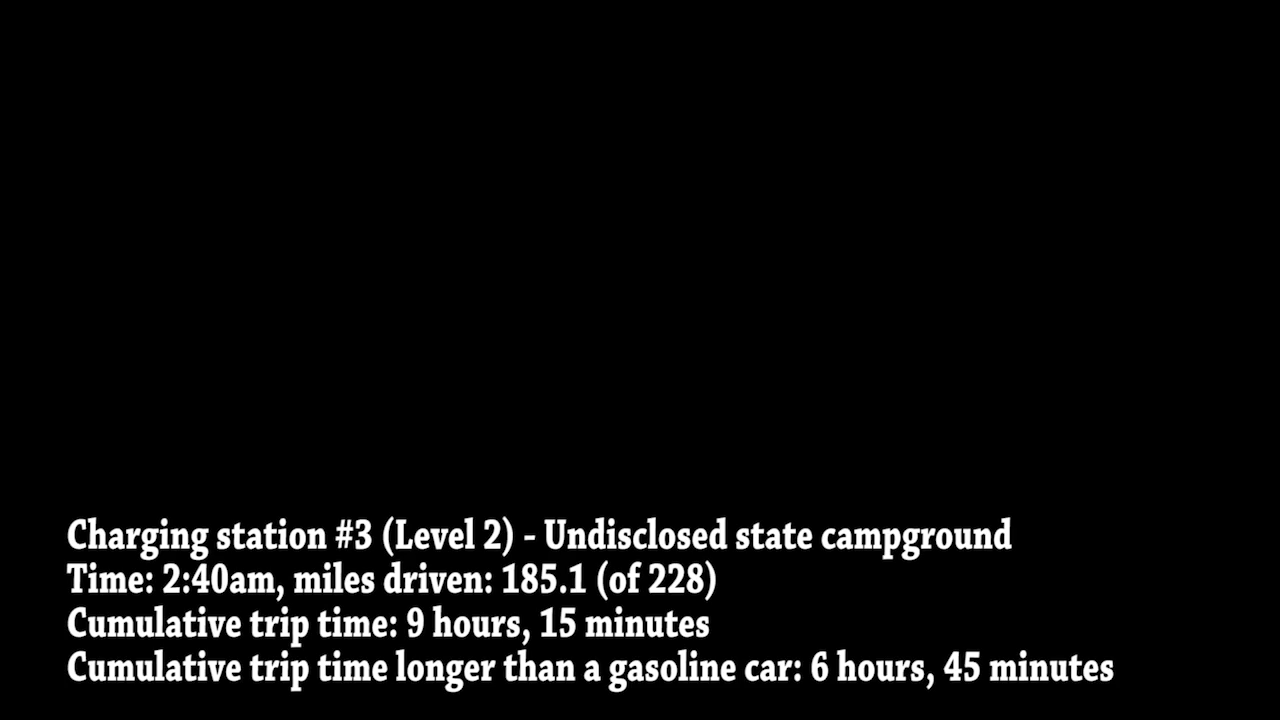 Charging station #3 (Level 2) - Undisclosed state campground
Time: 2:40am, miles driven: 185.1 (of 228)
Cumulative trip time: 9 hours, 15 minutes
Cumulative trip time longer than a gasoline car: 6 hours, 45 minutes